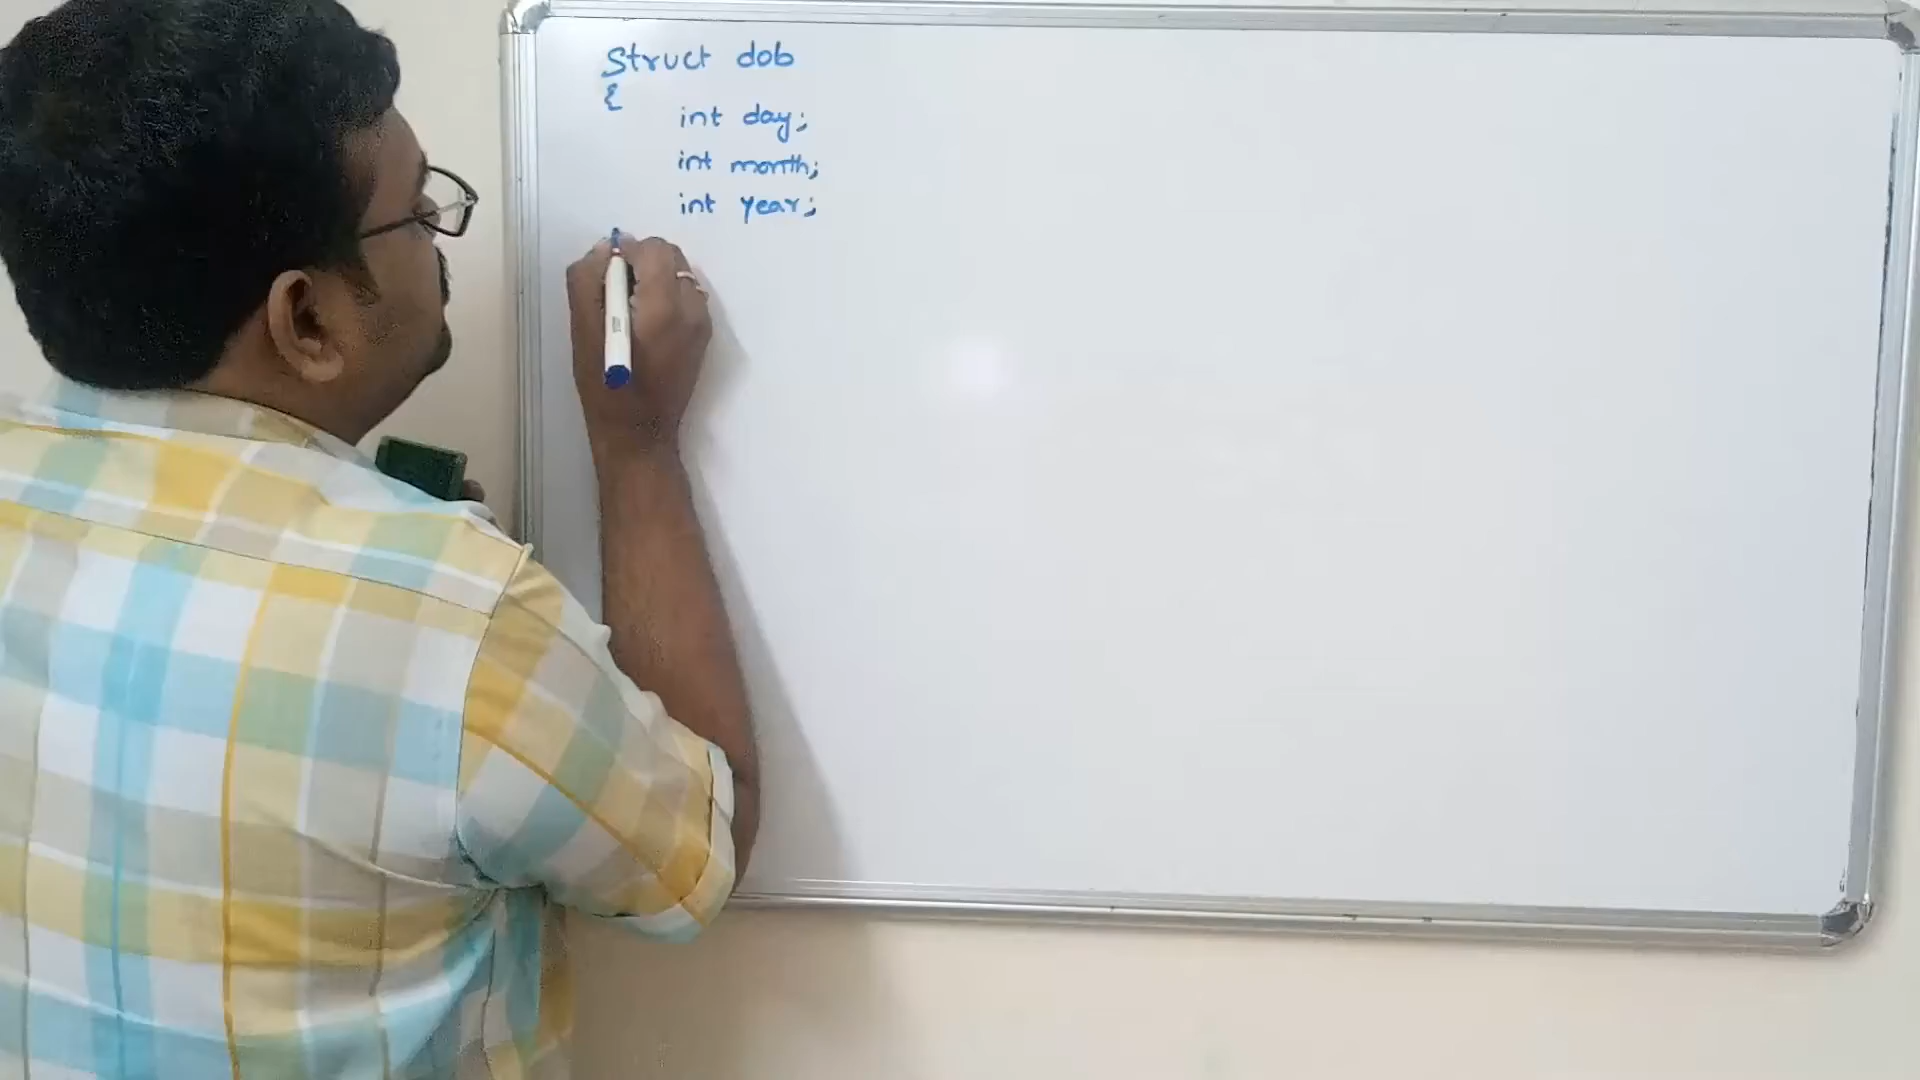 Struct dob
{
int day;
int month;
int year;